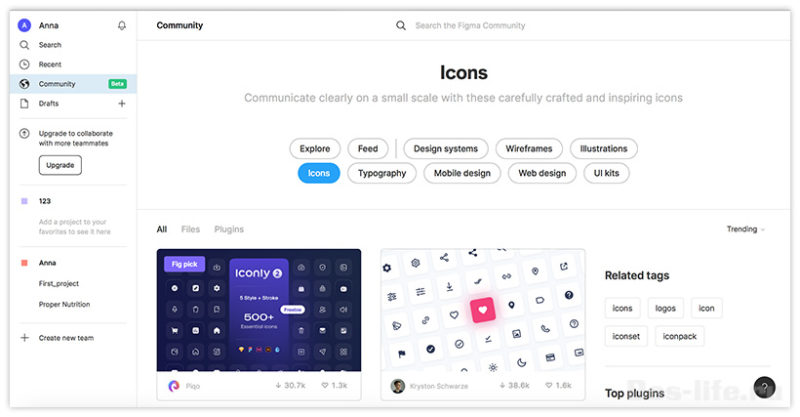 A Anna
Search
Recent
Community Beta
Drafts
Upgrade to collaborate
with more teammates
Upgrade
123
Add a project to your
favorites to see it here
Anna
First_project
Proper Nutrition
Create new team
Community
Search the Figma Community
Icons
Communicate clearly on a small scale with these carefully crafted and inspiring icons
Explore Feed Design systems Wireframes Illustrations
Icons Typography Mobile design Web design UI kits
All Files Plugins
Trending
Fig pick
Iconly 2
5 Style + Stroke
Freebie
500+
Essential icons
Piqo 30.7k 1.3k
Kryston Schwarze 38.6k 1.6k
Related tags
icons logos icon
iconset iconpack
Top plugins
?